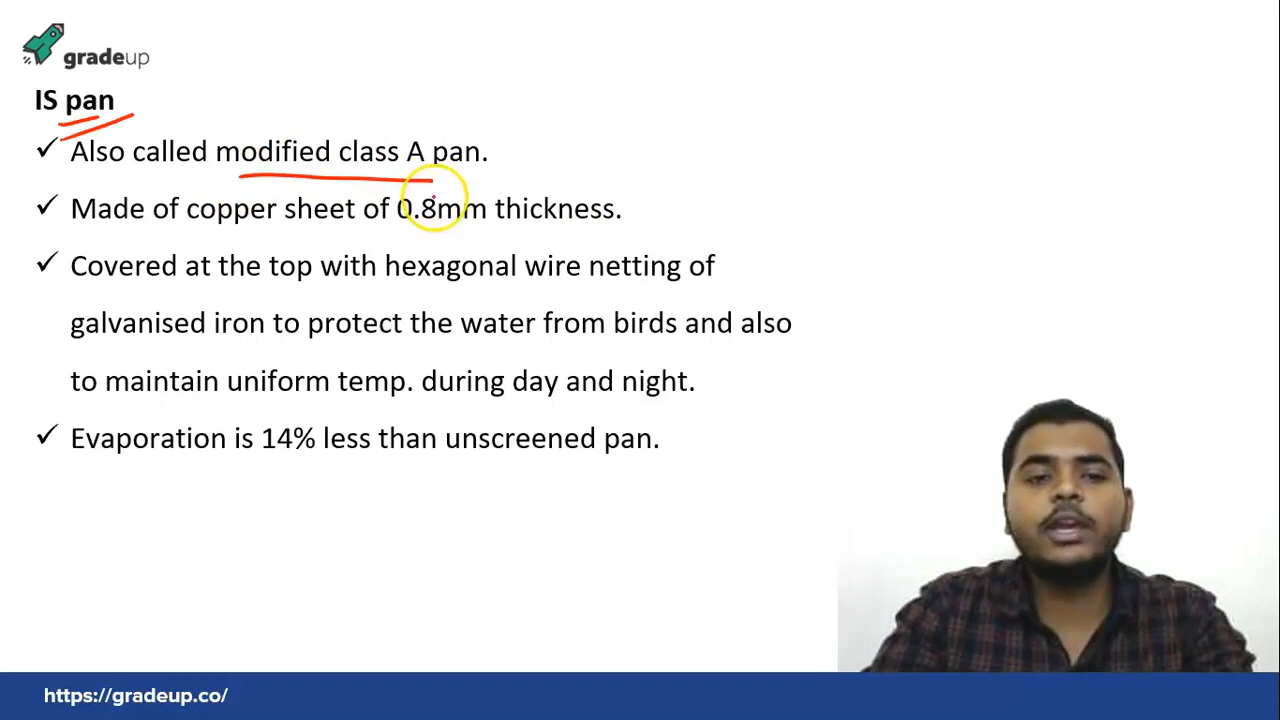 gradeup
IS pan
✓ Also called modified class A pan.
✓ Made of copper sheet of 0.8mm thickness.
✓ Covered at the top with hexagonal wire netting of
galvanised iron to protect the water from birds and also
to maintain uniform temp. during day and night.
✓ Evaporation is 14% less than unscreened pan.
https://gradeup.co/